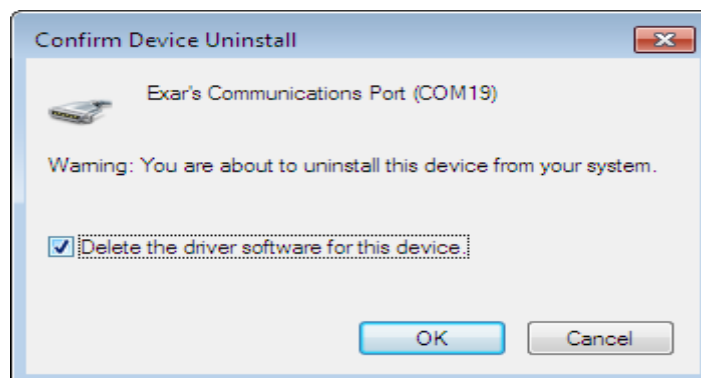 Confirm Device Uninstall
Exar's Communications Port (COM19)
Warning: You are about to uninstall this device from your system.
Delete the driver software for this device.
OK
Cancel